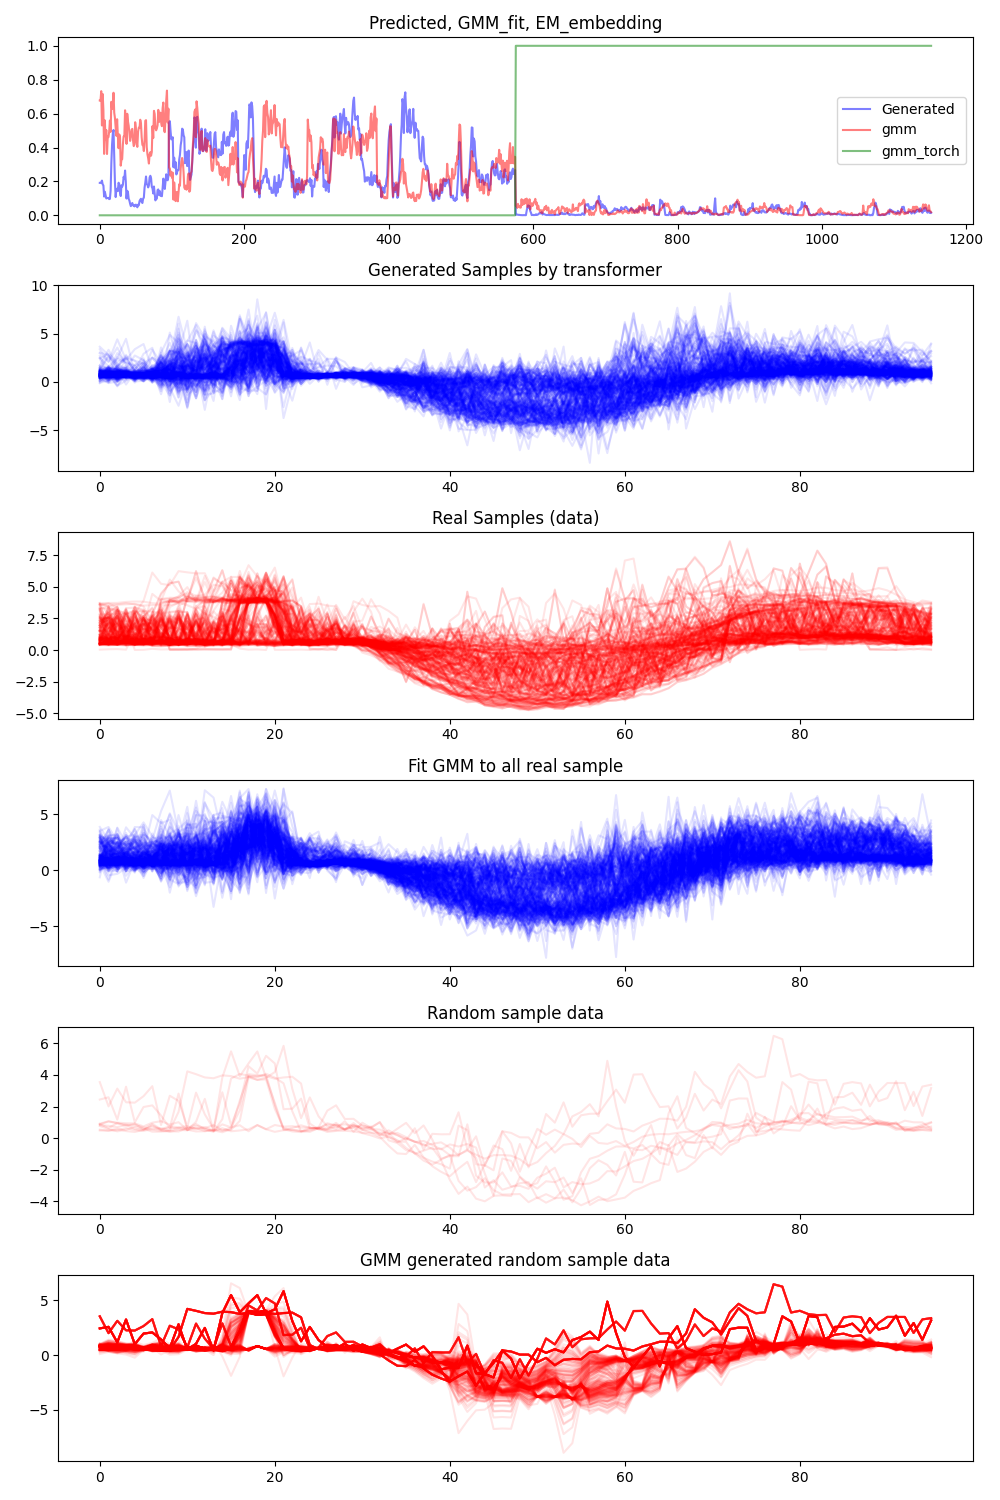 Predicted, GMM_fit, EM_embedding
1.0
0.8
0.6
0.4
0.2
0.0
Generated
gmm
gmm_torch
0 200 400 600 800 1000 1200
Generated Samples by transformer
10
5
0
−5
0 20 40 60 80
Real Samples (data)
7.5
5.0
2.5
0.0
−2.5
−5.0
0 20 40 60 80
Fit GMM to all real sample
5
0
−5
0 20 40 60 80
Random sample data
6
4
2
0
−2
−4
0 20 40 60 80
GMM generated random sample data
5
0
−5
0 20 40 60 80